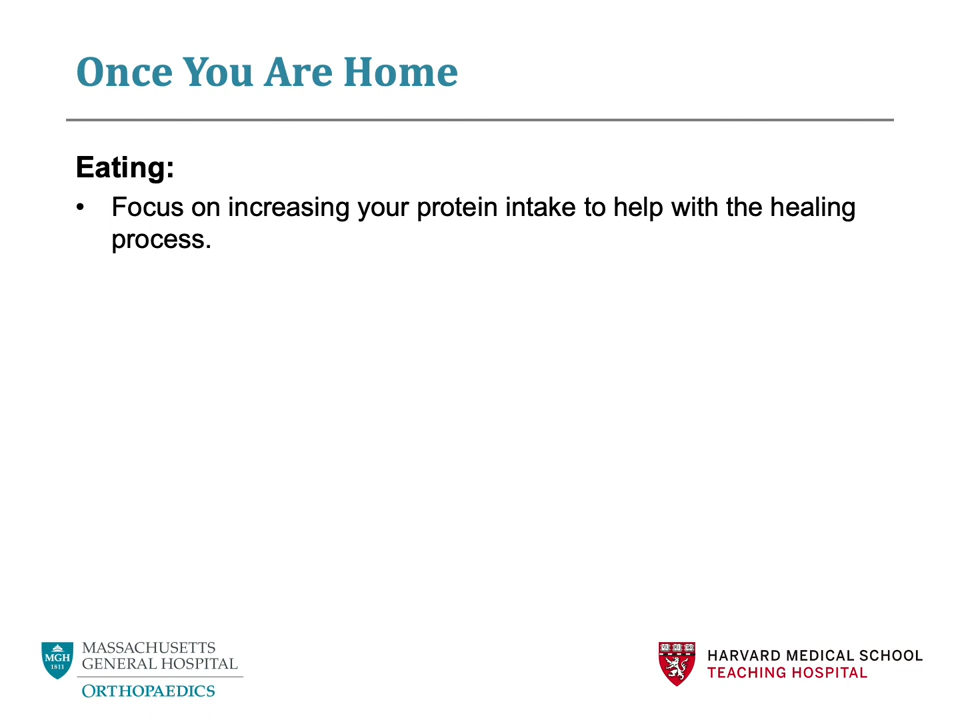 Once You Are Home
Eating:
• Focus on increasing your protein intake to help with the healing
process.
MGH
1811
MASSACHUSETTS
GENERAL HOSPITAL
ORTHOPAEDICS
HARVARD MEDICAL SCHOOL
TEACHING HOSPITAL